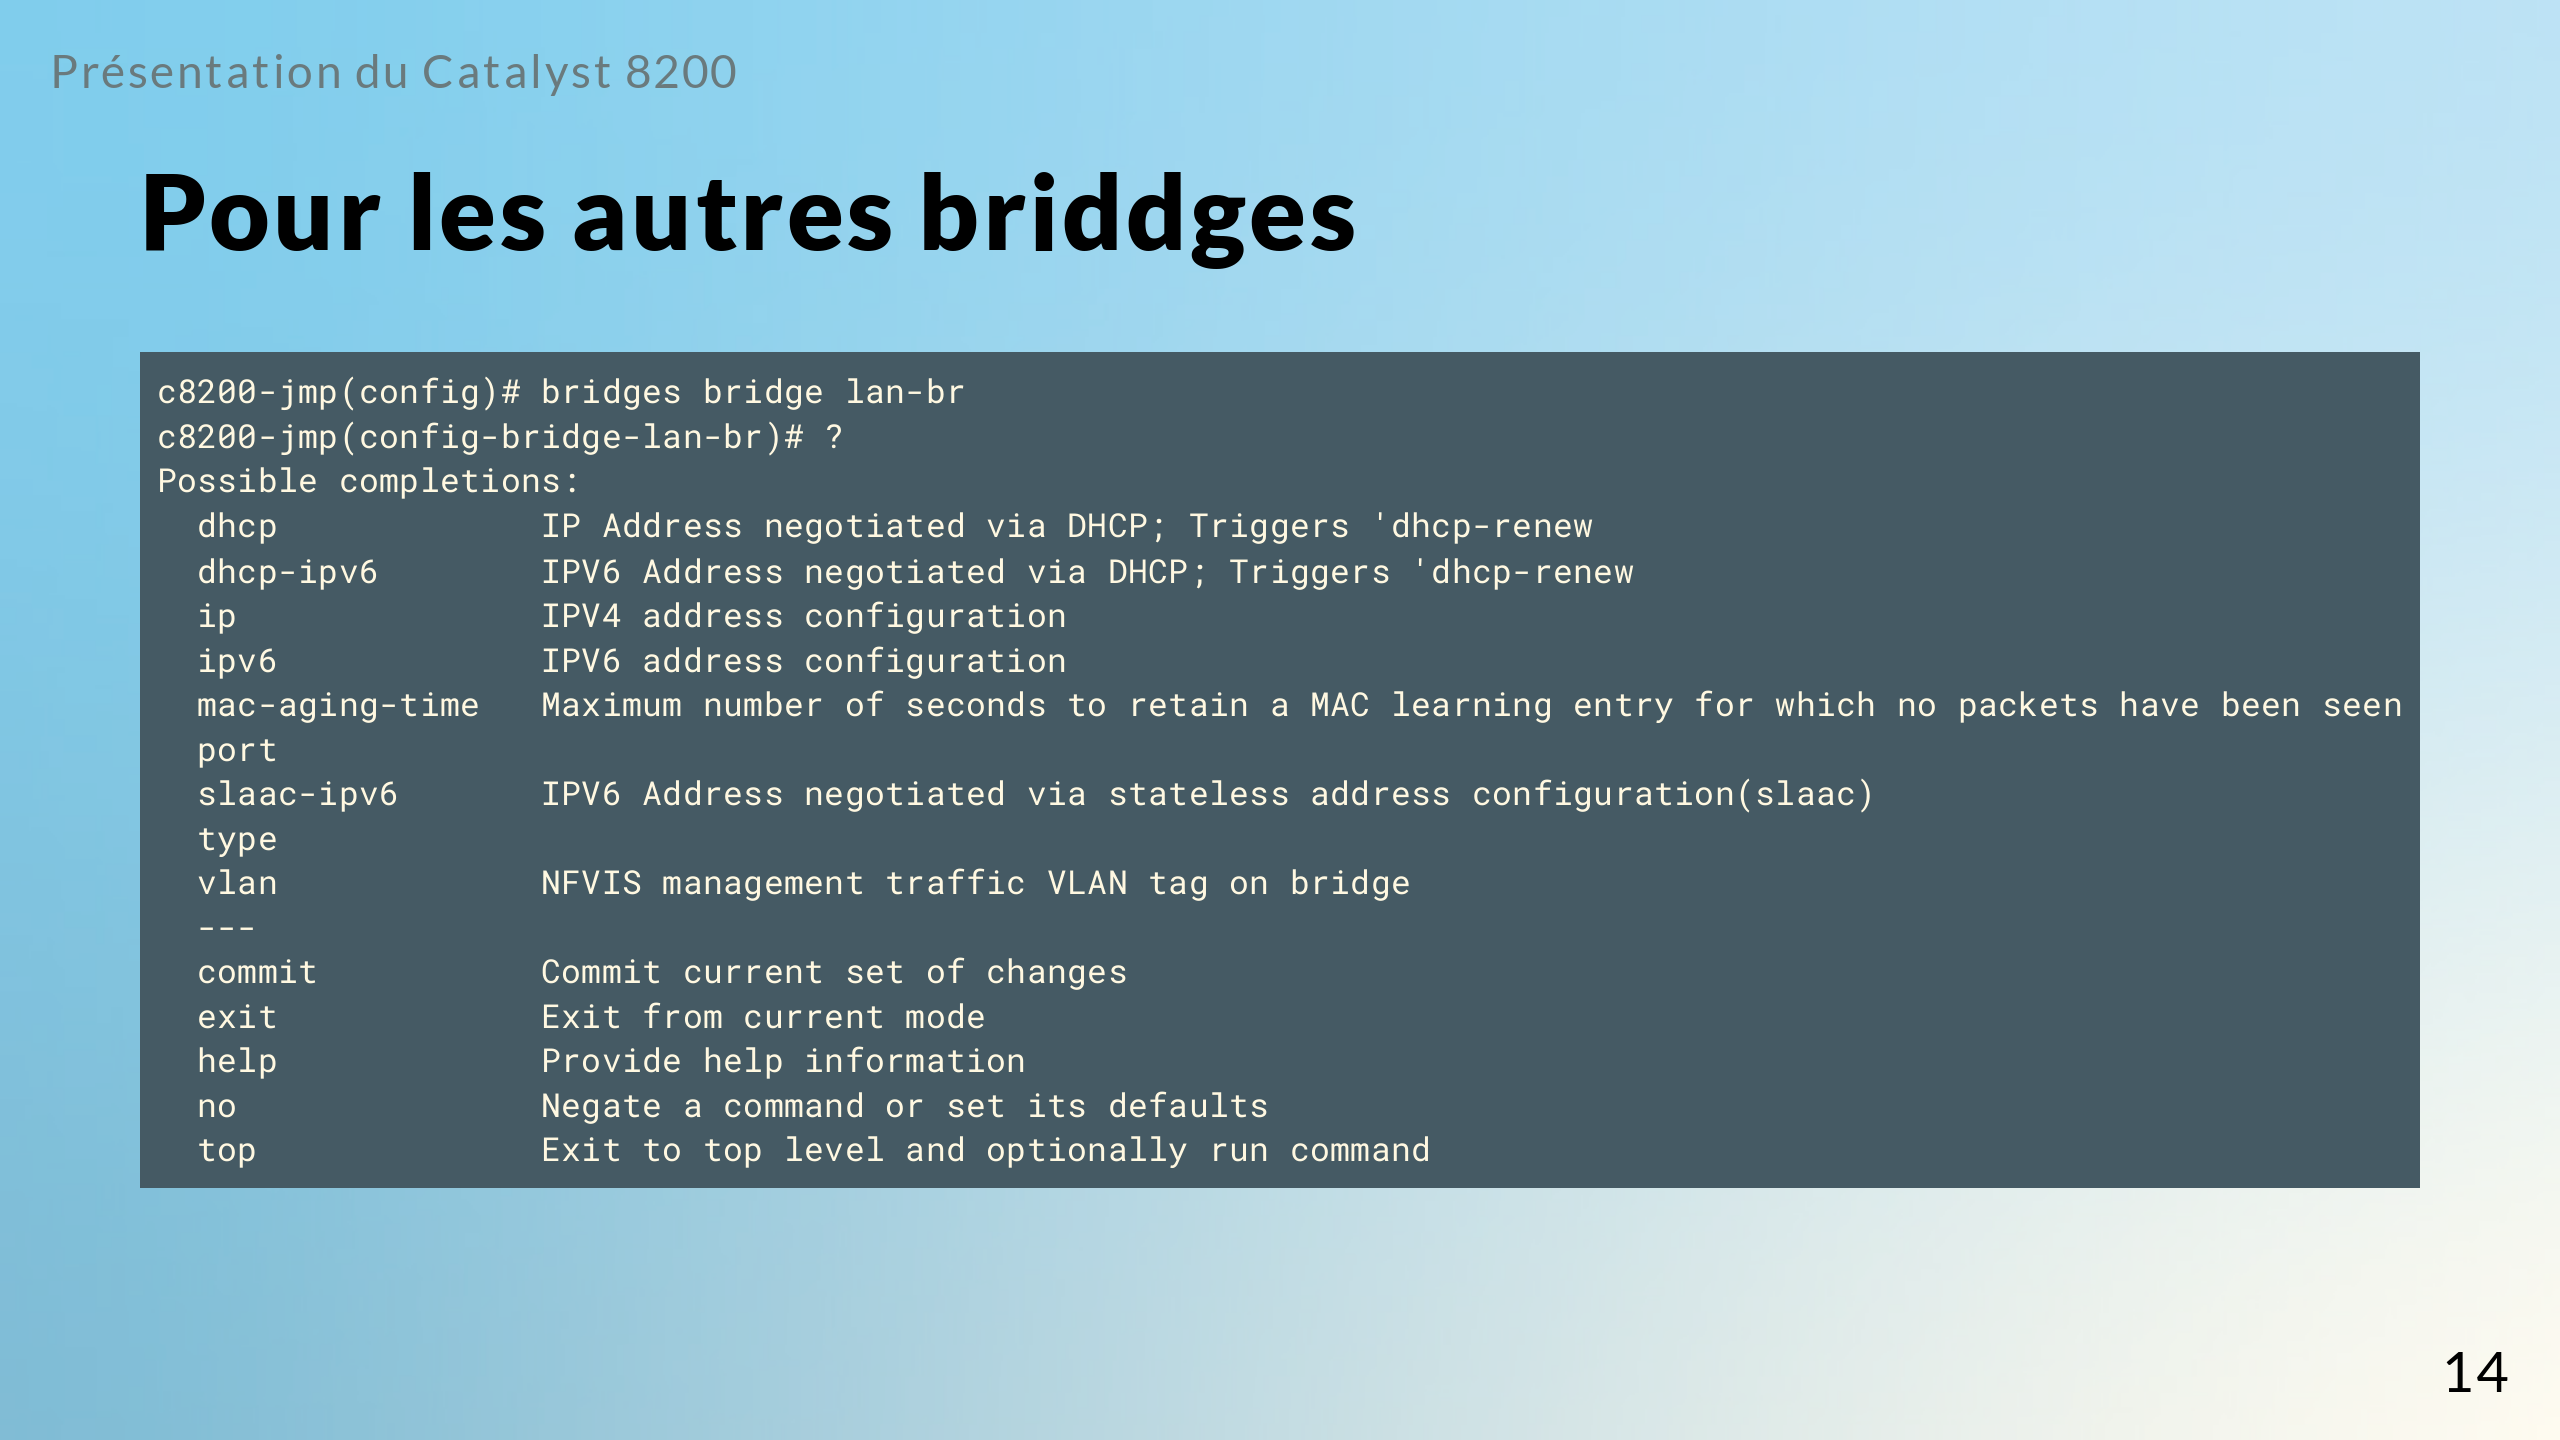 Présentation du Catalyst 8200
Pour les autres briddges
c8200-jmp(config)# bridges bridge lan-br
c8200-jmp(config-bridge-lan-br)# ?
Possible completions:
  dhcp             IP Address negotiated via DHCP; Triggers 'dhcp-renew
  dhcp-ipv6        IPV6 Address negotiated via DHCP; Triggers 'dhcp-renew
  ip               IPV4 address configuration
  ipv6             IPV6 address configuration
  mac-aging-time   Maximum number of seconds to retain a MAC learning entry for which no packets have been seen
  port
  slaac-ipv6       IPV6 Address negotiated via stateless address configuration(slaac)
  type
  vlan             NFVIS management traffic VLAN tag on bridge
  ---
  commit           Commit current set of changes
  exit             Exit from current mode
  help             Provide help information
  no               Negate a command or set its defaults
  top              Exit to top level and optionally run command
14